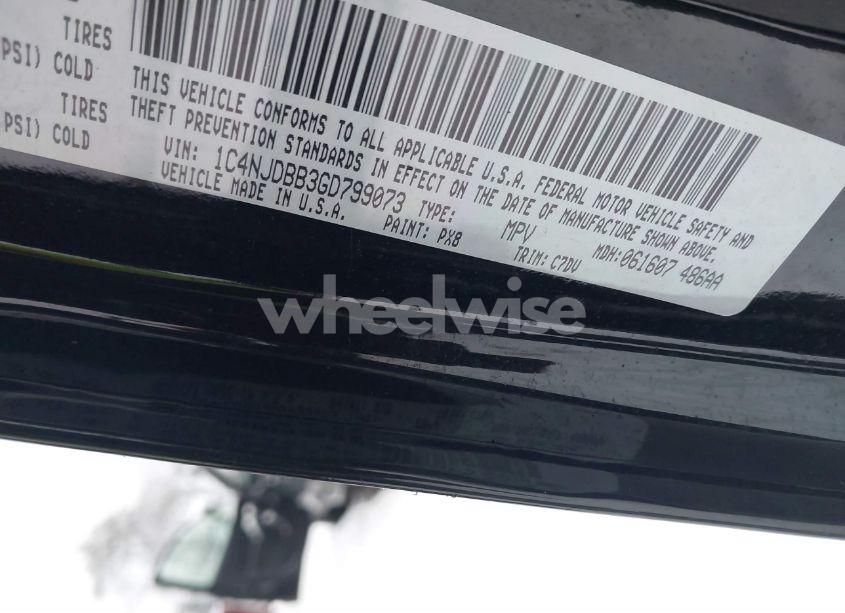 TIRES
PSI) COLD
TIRES
PSI) COLD
THIS VEHICLE CONFORMS TO ALL APPLICABLE U.S.A. FEDERAL MOTOR VEHICLE SAFETY AND
THEFT PREVENTION STANDARDS IN EFFECT ON THE DATE OF MANUFACTURE SHOWN ABOVE.
VIN: 1C4NJDBB3GD799073 TYPE: MPV MDH:061607 486AA
VEHICLE MADE IN U.S.A. PAINT: PX8 TRIM: C7DV
wheelwise